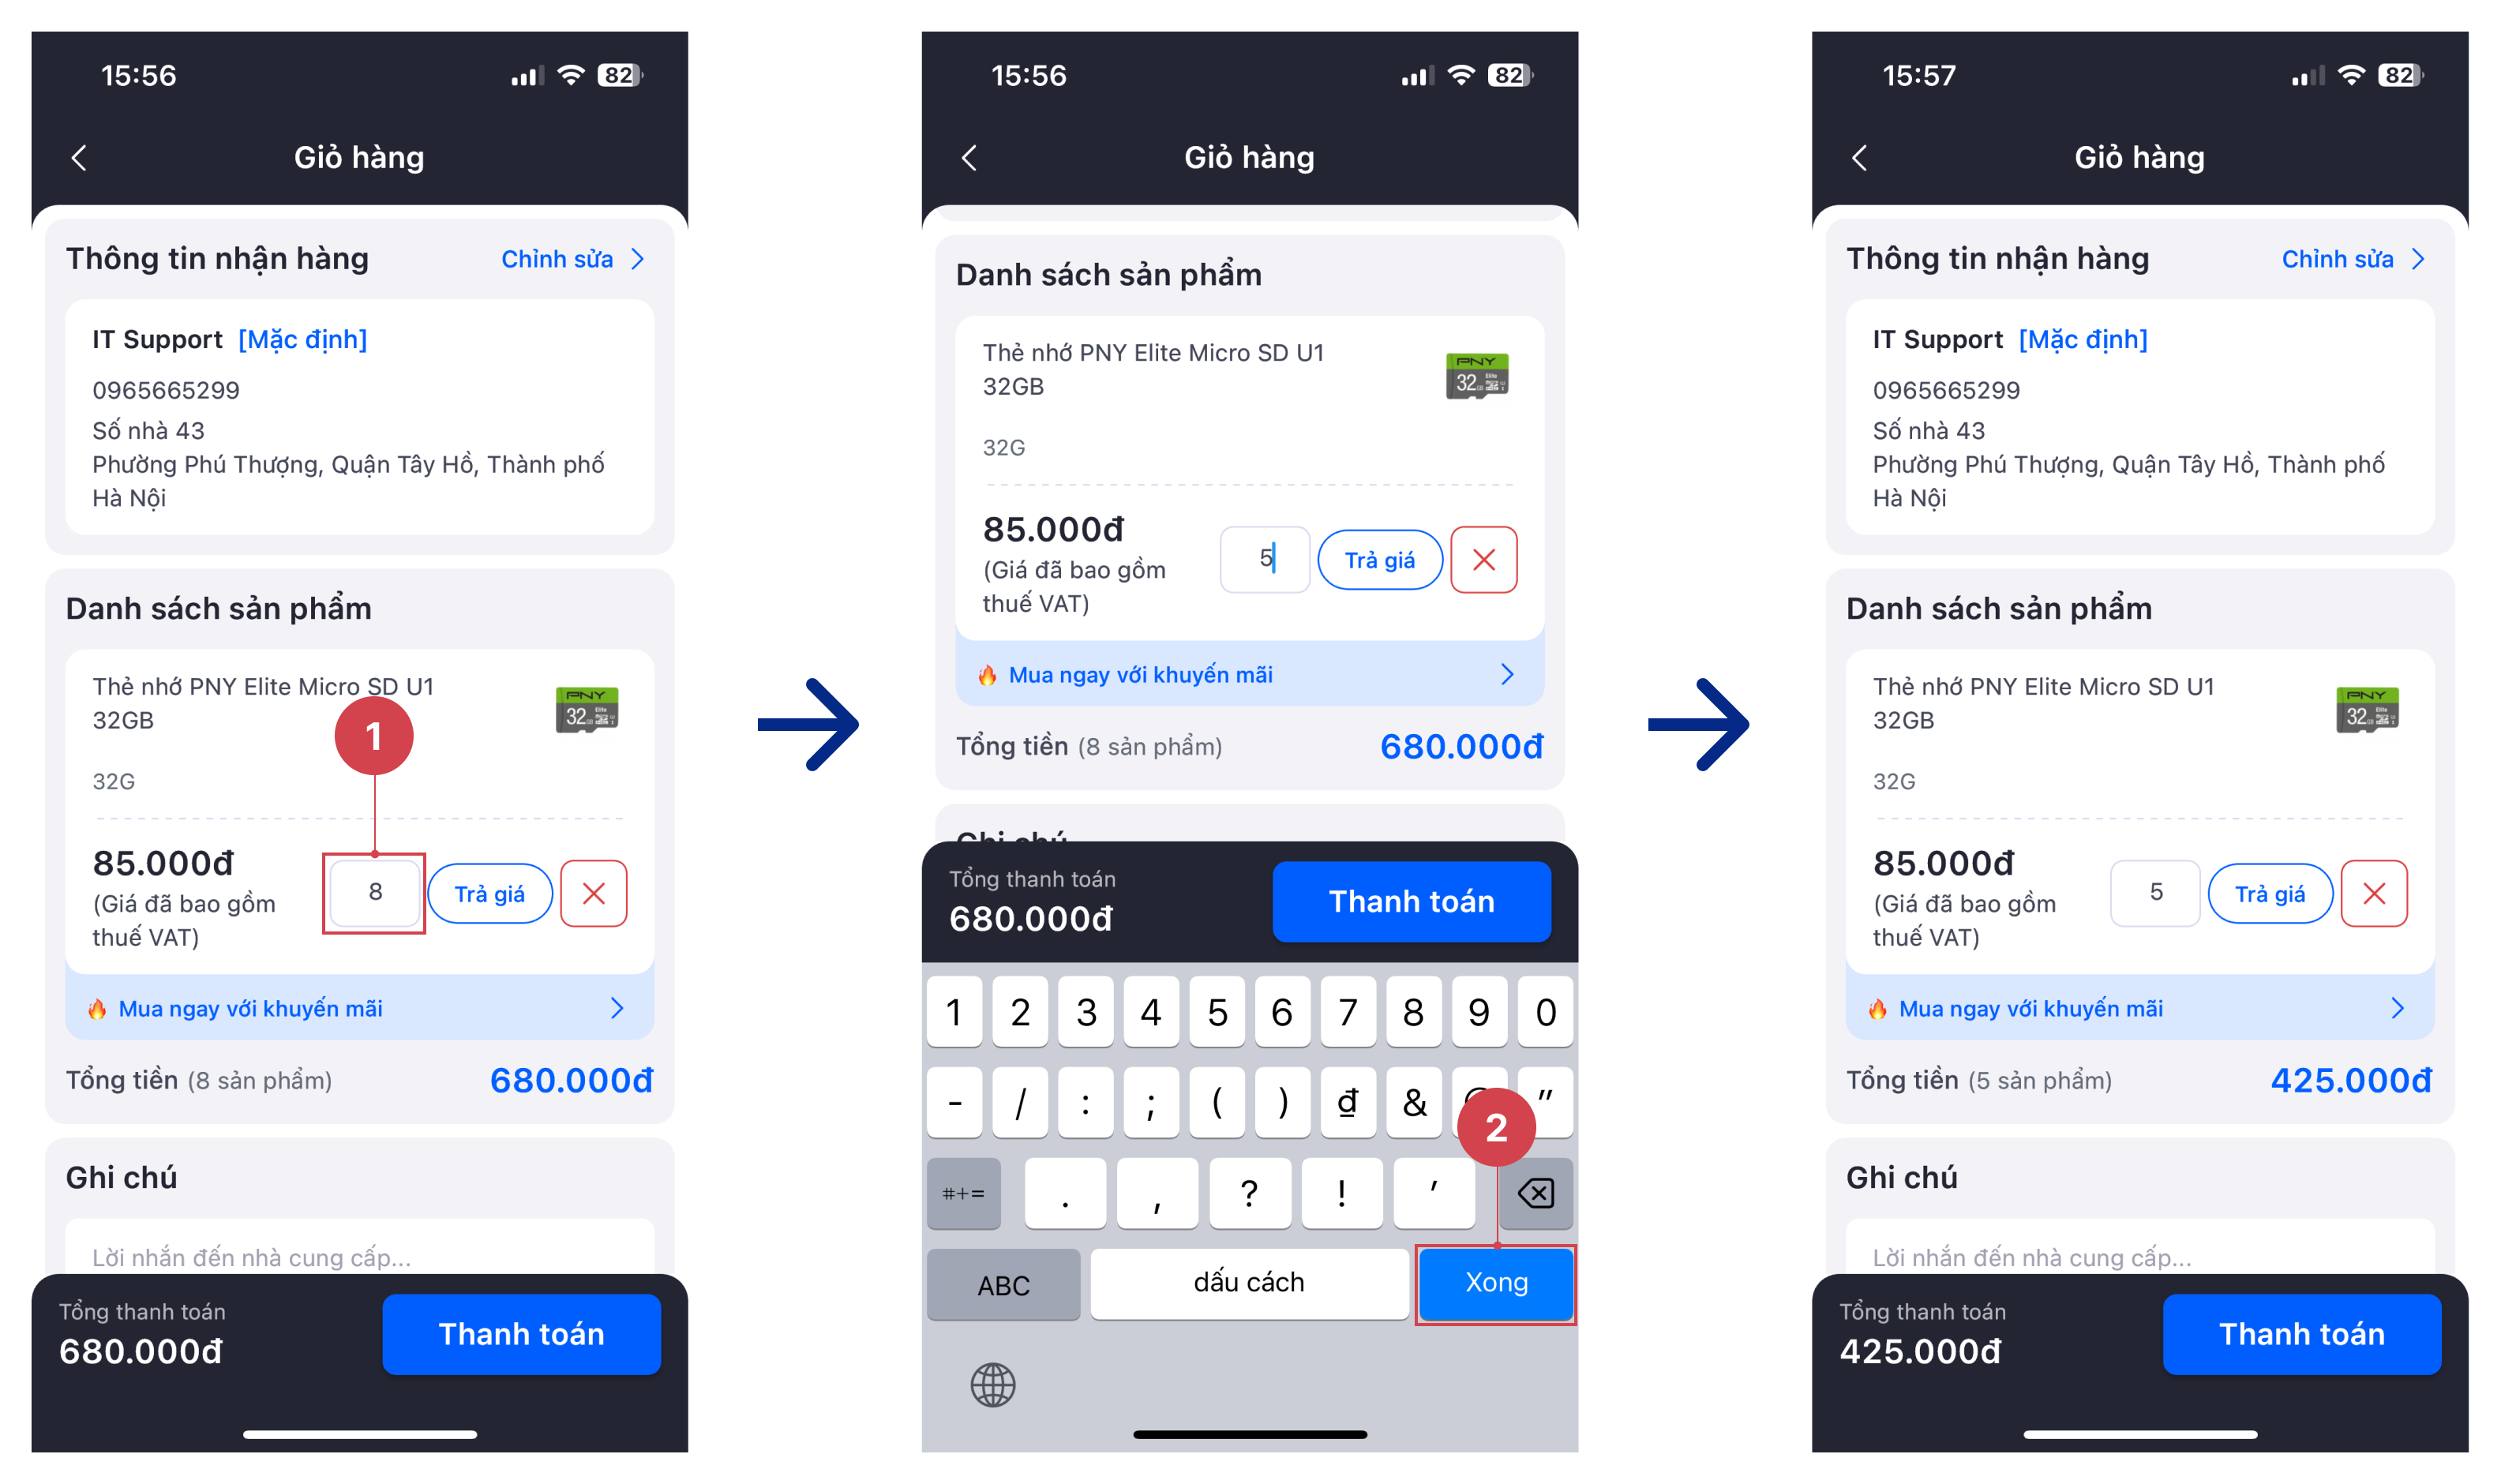 15:56
82
Giỏ hàng
Thông tin nhận hàng
Chỉnh sửa
IT Support [Mặc định]
0965665299
Số nhà 43
Phường Phú Thượng, Quận Tây Hồ, Thành phố
Hà Nội
Danh sách sản phẩm
Thẻ nhớ PNY Elite Micro SD U1
32GB
PNY
32GB Elite
1
32G
85.000đ
(Giá đã bao gồm
thuế VAT)
8
Trả giá
Mua ngay với khuyến mãi
Tổng tiền (8 sản phẩm)
680.000đ
Ghi chú
Lời nhắn đến nhà cung cấp...
Tổng thanh toán
680.000đ
Thanh toán
15:56
82
Giỏ hàng
Danh sách sản phẩm
Thẻ nhớ PNY Elite Micro SD U1
32GB
PNY
32GB Elite
32G
85.000đ
(Giá đã bao gồm
thuế VAT)
5
Trả giá
Mua ngay với khuyến mãi
Tổng tiền (8 sản phẩm)
680.000đ
Ghi chú
Tổng thanh toán
680.000đ
Thanh toán
1 2 3 4 5 6 7 8 9 0
- / : ; ( ) ₫ & "
2
#+= . , ? ! '
ABC dấu cách Xong
15:57
82
Giỏ hàng
Thông tin nhận hàng
Chỉnh sửa
IT Support [Mặc định]
0965665299
Số nhà 43
Phường Phú Thượng, Quận Tây Hồ, Thành phố
Hà Nội
Danh sách sản phẩm
Thẻ nhớ PNY Elite Micro SD U1
32GB
PNY
32GB Elite
32G
85.000đ
(Giá đã bao gồm
thuế VAT)
5
Trả giá
Mua ngay với khuyến mãi
Tổng tiền (5 sản phẩm)
425.000đ
Ghi chú
Lời nhắn đến nhà cung cấp...
Tổng thanh toán
425.000đ
Thanh toán